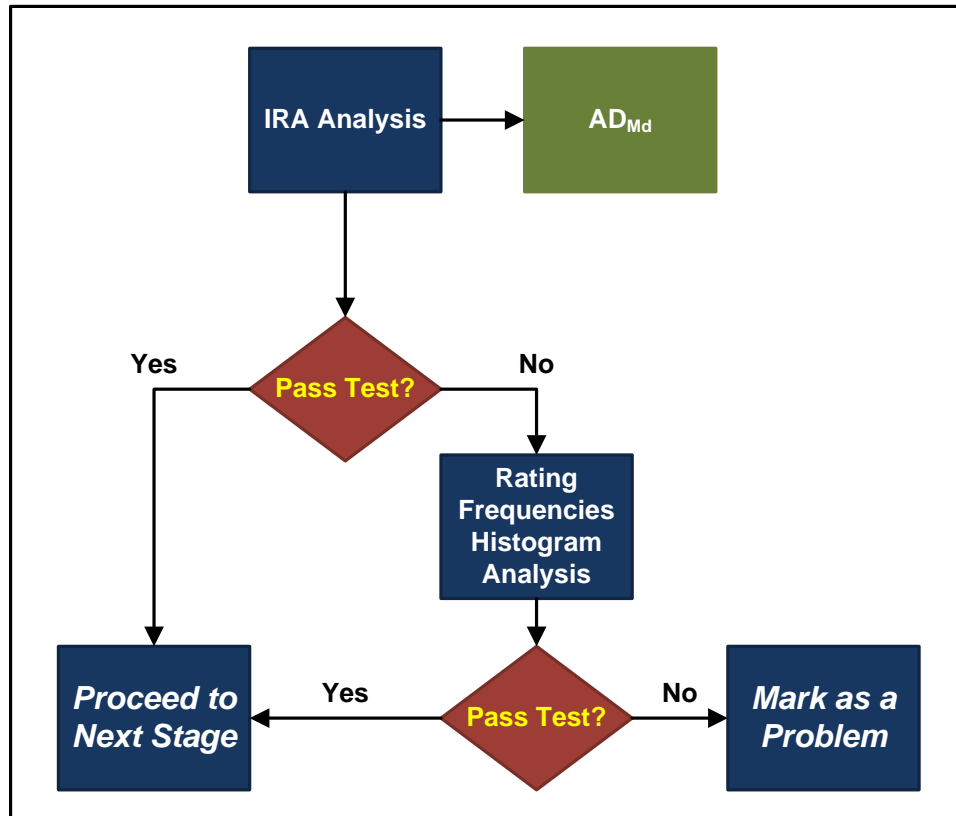 IRA Analysis
AD_Md
Yes
No
Pass Test?
Rating
Frequencies
Histogram
Analysis
Proceed to
Next Stage
Yes
Pass Test?
No
Mark as a
Problem